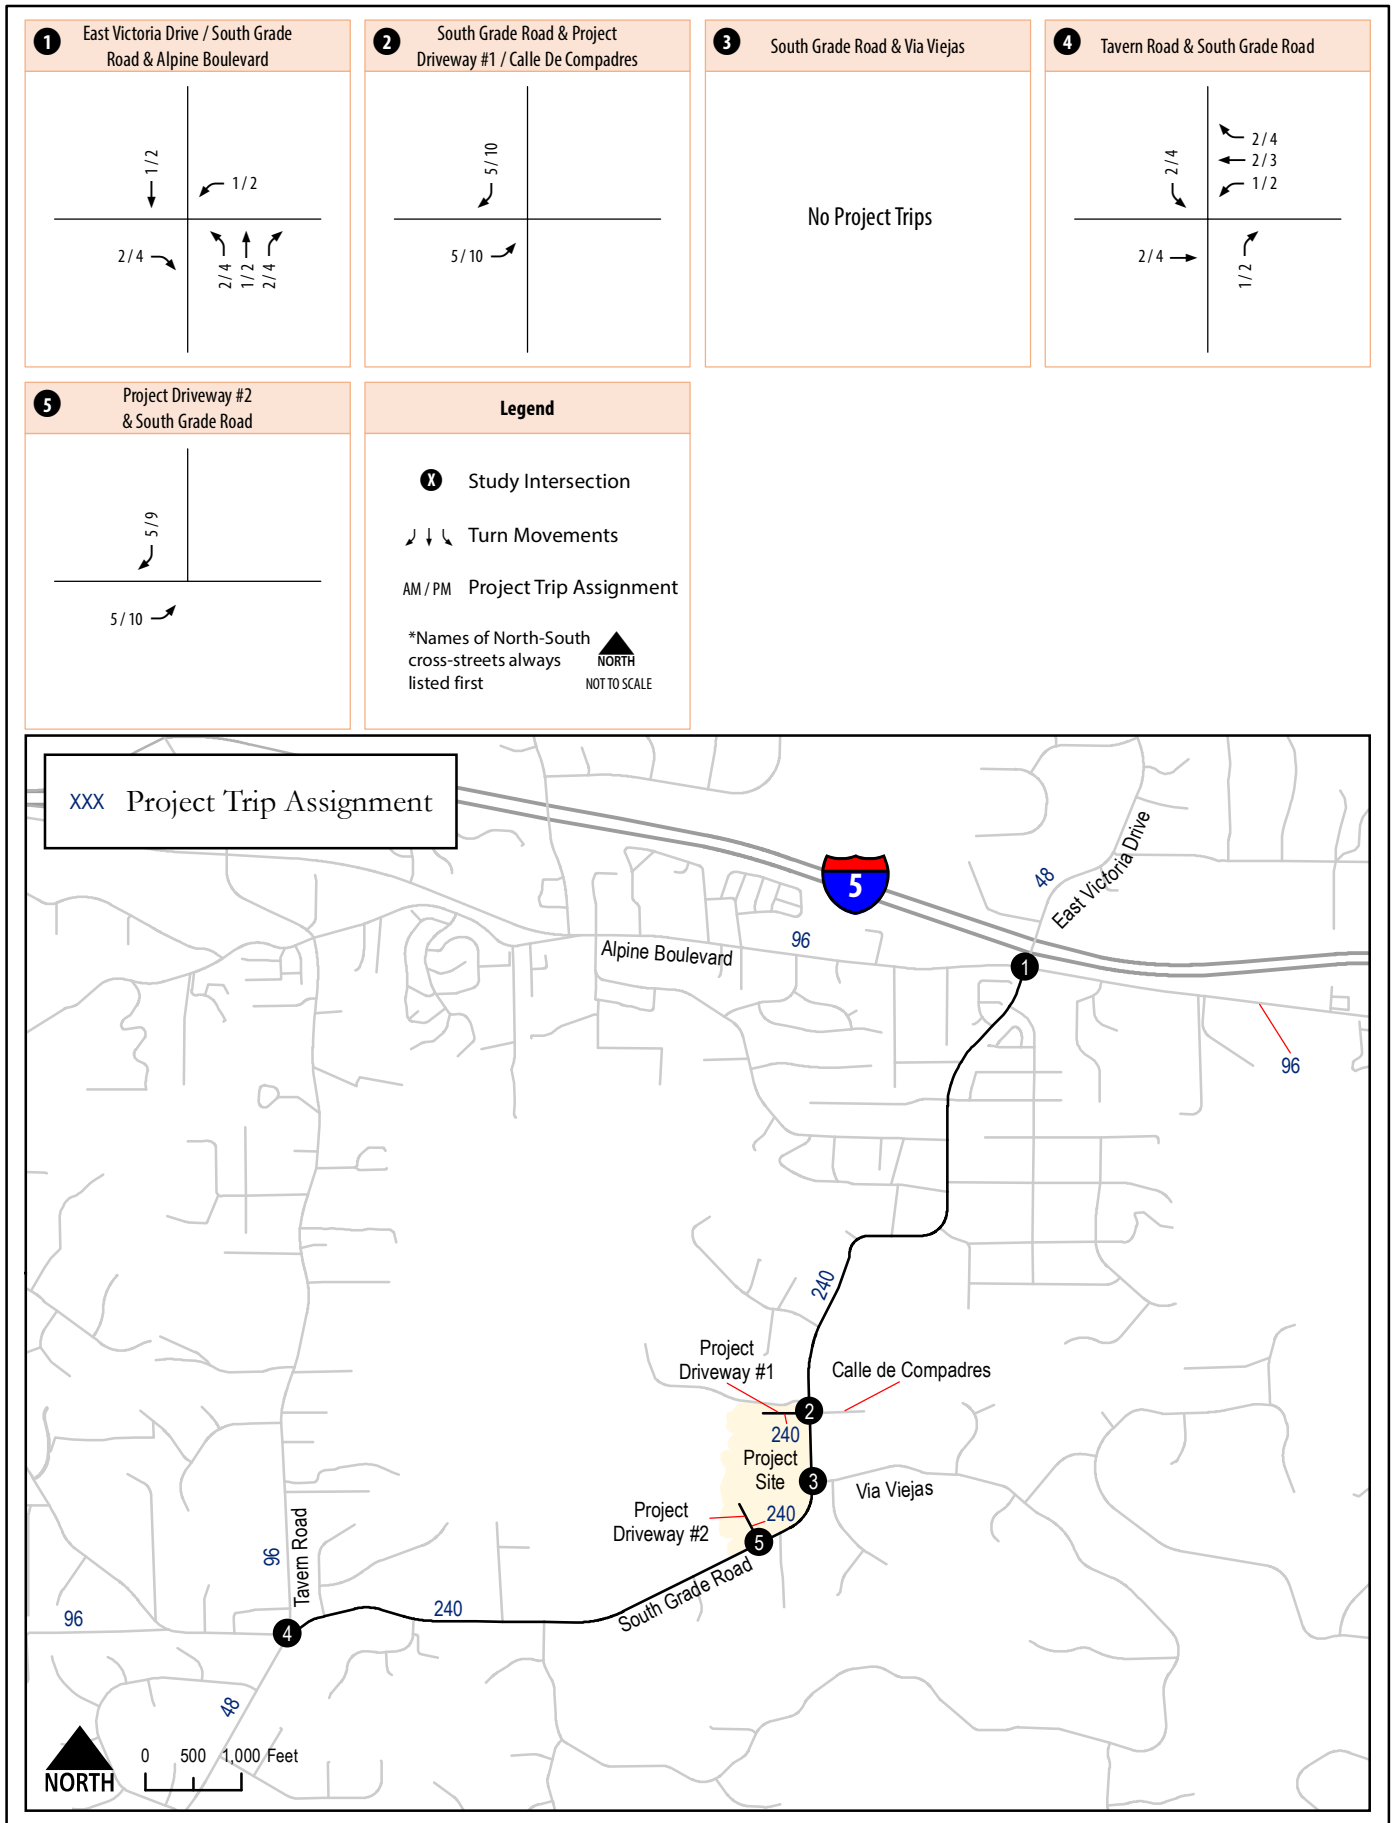 1
East Victoria Drive / South Grade
Road & Alpine Boulevard
1 / 2
1 / 2
2 / 4
2 / 4
1 / 2
2 / 4
2
South Grade Road & Project
Driveway #1 / Calle De Compadres
5 / 10
5 / 10
3
South Grade Road & Via Viejas
No Project Trips
4
Tavern Road & South Grade Road
2 / 4
2 / 4
2 / 3
1 / 2
2 / 4
1 / 2
5
Project Driveway #2
& South Grade Road
5 / 9
5 / 10
Legend
X Study Intersection
Turn Movements
AM / PM Project Trip Assignment
*Names of North-South
cross-streets always
listed first
NORTH
NOT TO SCALE
XXX Project Trip Assignment
5
48
East Victoria Drive
Alpine Boulevard
96
1
96
240
Project
Driveway #1
Calle de Compadres
2
240
Project
Site
3
Via Viejas
Project
Driveway #2
240
5
South Grade Road
Tavern Road
96
96
240
4
48
NORTH
0 500 1,000 Feet